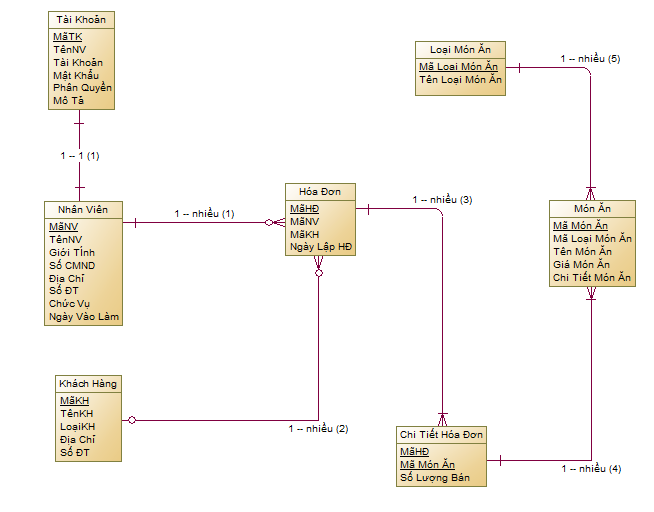 Tài Khoản
MãTK
TênNV
Tài Khoản
Mật Khẩu
Phân Quyền
Mô Tả
1 -- 1 (1)
Nhân Viên
MãNV
TênNV
Giới Tính
Số CMND
Địa Chỉ
Số ĐT
Chức Vụ
Ngày Vào Làm
1 -- nhiều (1)
Hóa Đơn
MãHĐ
MãNV
MãKH
Ngày Lập HĐ
1 -- nhiều (3)
Khách Hàng
MãKH
TênKH
LoạiKH
Địa Chỉ
Số ĐT
1 -- nhiều (2)
Chi Tiết Hóa Đơn
MãHĐ
Mã Món Ăn
Số Lượng Bán
1 -- nhiều (4)
Loại Món Ăn
Mã Loại Món Ăn
Tên Loại Món Ăn
1 -- nhiều (5)
Món Ăn
Mã Món Ăn
Mã Loại Món Ăn
Tên Món Ăn
Giá Món Ăn
Chi Tiết Món Ăn